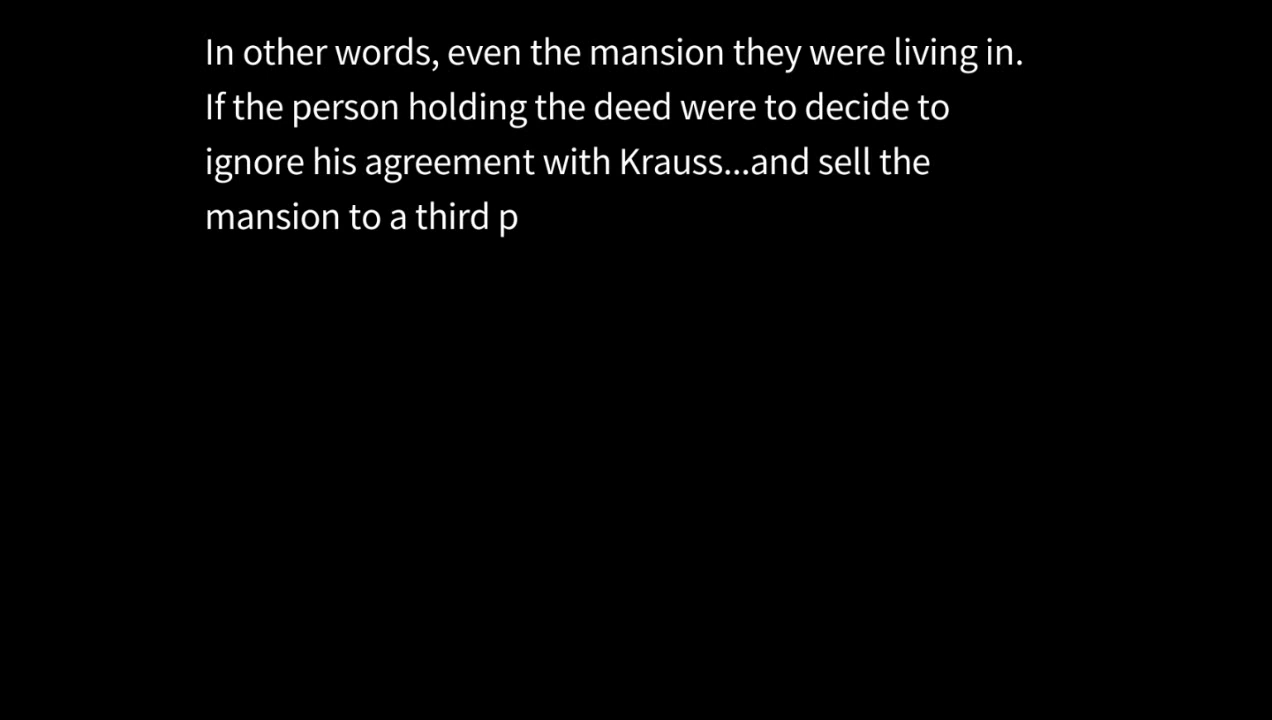 In other words, even the mansion they were living in.
If the person holding the deed were to decide to
ignore his agreement with Krauss...and sell the
mansion to a third p